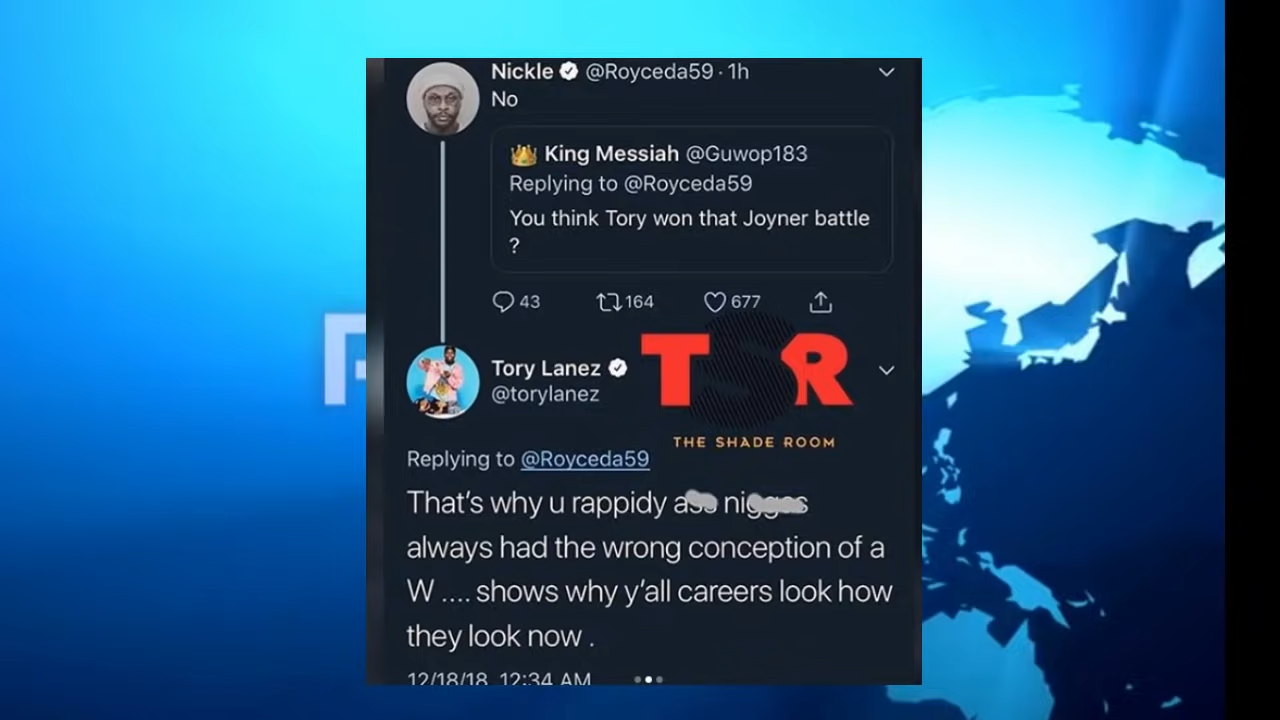 Nickle @Royceda59 · 1h
No
King Messiah @Guwop183
Replying to @Royceda59
You think Tory won that Joyner battle
?
43 164 677
Tory Lanez
@torylanez
TSR
THE SHADE ROOM
Replying to @Royceda59
That's why u rappidy ass niggas
always had the wrong conception of a
W .... shows why y'all careers look how
they look now .
12/18/18, 12:34 AM